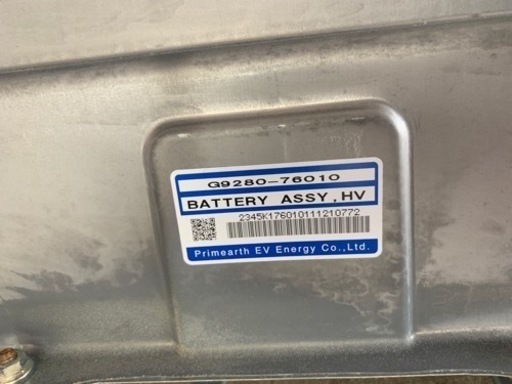 G9280-76010
BATTERY ASSY,HV
2345K176010111210772
Primearth EV Energy Co.,Ltd.